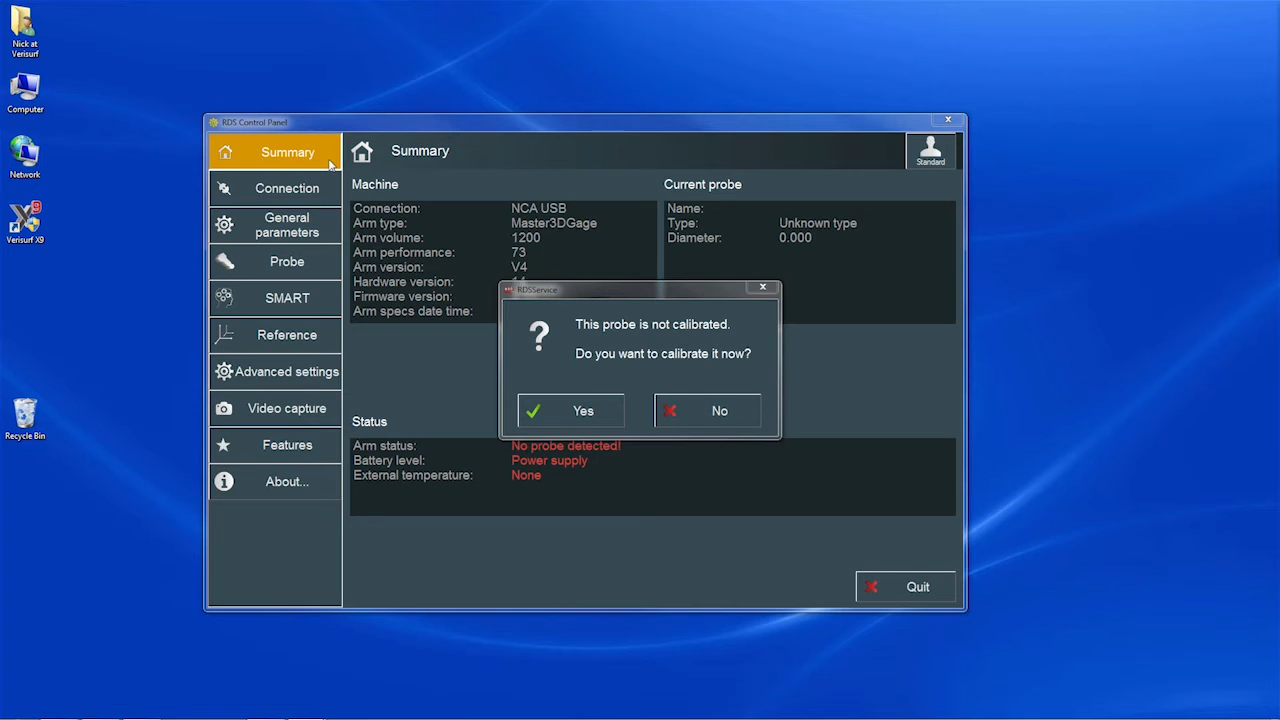 Nick at
Verisurf
Computer
Network
9
Verisurf X9
Recycle Bin
RDS Control Panel
Summary
Connection
General
parameters
Probe
SMART
Reference
Advanced settings
Video capture
Features
About...
Summary
Standard
Machine
Connection: NCA USB
Arm type: Master3DGage
Arm volume: 1200
Arm performance: 73
Arm version: V4
Hardware version:
Firmware version:
Arm specs date time:
Current probe
Name:
Type: Unknown type
Diameter: 0.000
RDSService
This probe is not calibrated.
Do you want to calibrate it now?
Yes
No
Status
Arm status: No probe detected!
Battery level: Power supply
External temperature: None
Quit